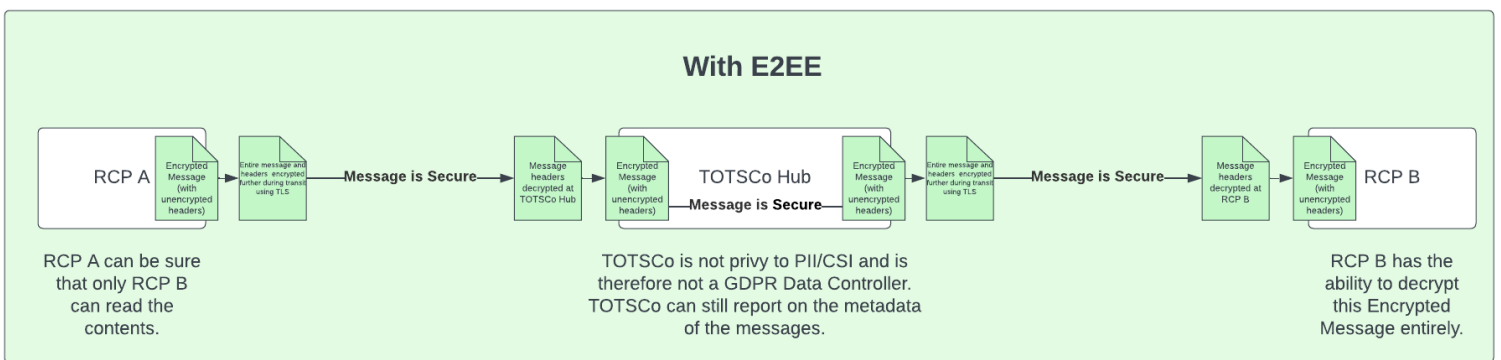 With E2EE
RCP A
Encrypted
Message
(with
unencrypted
headers)
Entire message and
headers encrypted
further during transit
using TLS
Message is Secure
Message
headers
decrypted at
TOTSCo Hub
Encrypted
Message
(with
unencrypted
headers)
TOTSCo Hub
Message is Secure
Encrypted
Message
(with
unencrypted
headers)
Entire message and
headers encrypted
further during transit
using TLS
Message is Secure
Message
headers
decrypted at
RCP B
Encrypted
Message
(with
unencrypted
headers)
RCP B
RCP A can be sure
that only RCP B
can read the
contents.
TOTSCo is not privy to PII/CSI and is
therefore not a GDPR Data Controller.
TOTSCo can still report on the metadata
of the messages.
RCP B has the
ability to decrypt
this Encrypted
Message entirely.